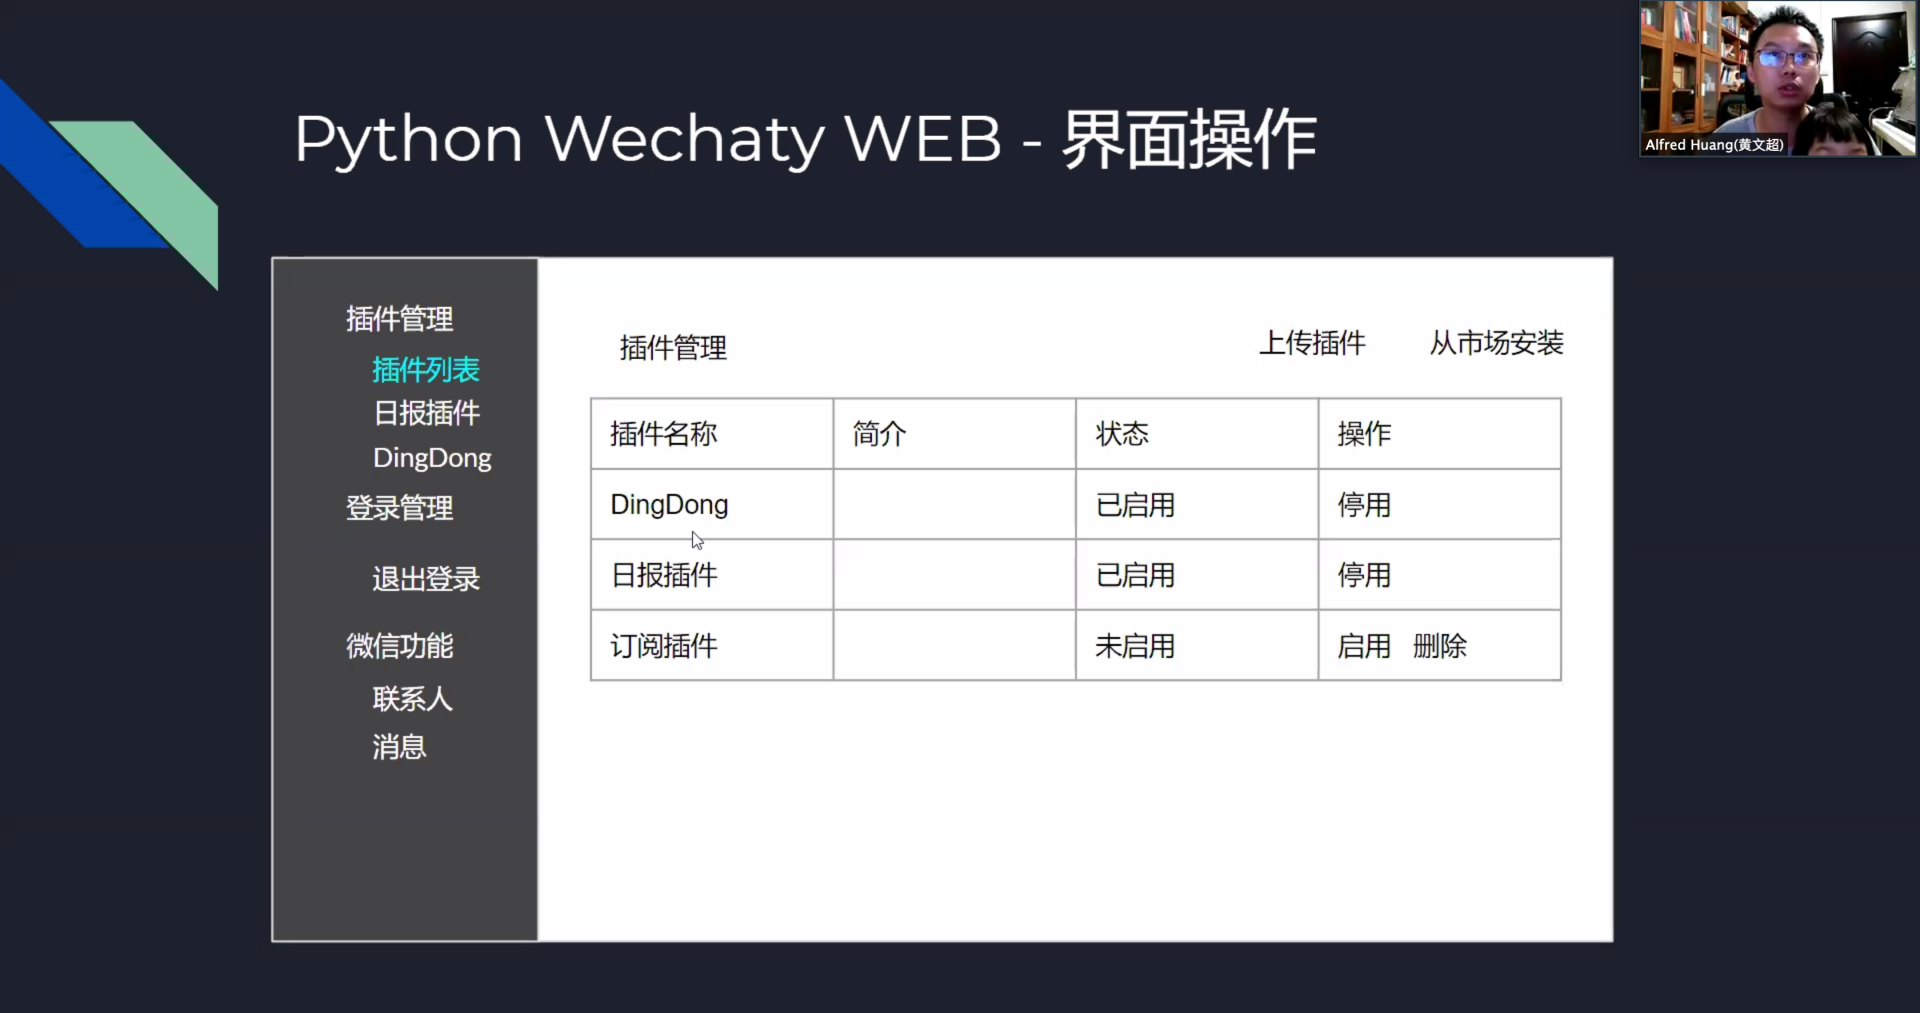 Python Wechaty WEB - 界面操作
Alfred Huang(黄文超)
插件管理
插件列表
日报插件
DingDong
登录管理
退出登录
微信功能
联系人
消息
插件管理 上传插件 从市场安装
插件名称 简介 状态 操作
DingDong 已启用 停用
日报插件 已启用 停用
订阅插件 未启用 启用 删除